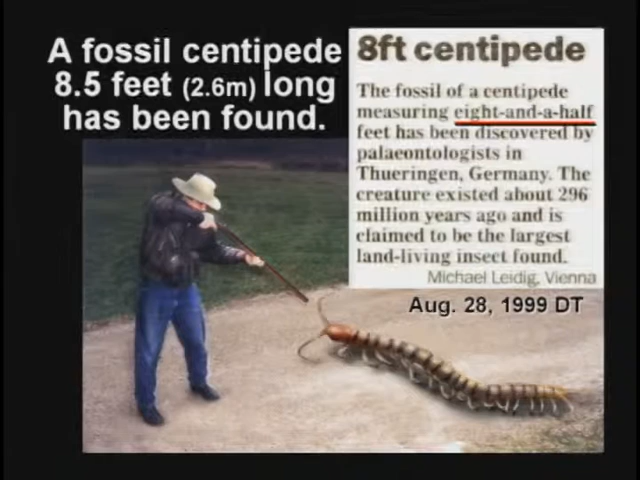 A fossil centipede
8.5 feet (2.6m) long
has been found.
8ft centipede
The fossil of a centipede
measuring eight-and-a-half
feet has been discovered by
palaeontologists in
Thueringen, Germany. The
creature existed about 296
million years ago and is
claimed to be the largest
land-living insect found.
Michael Leidig, Vienna
Aug. 28, 1999 DT